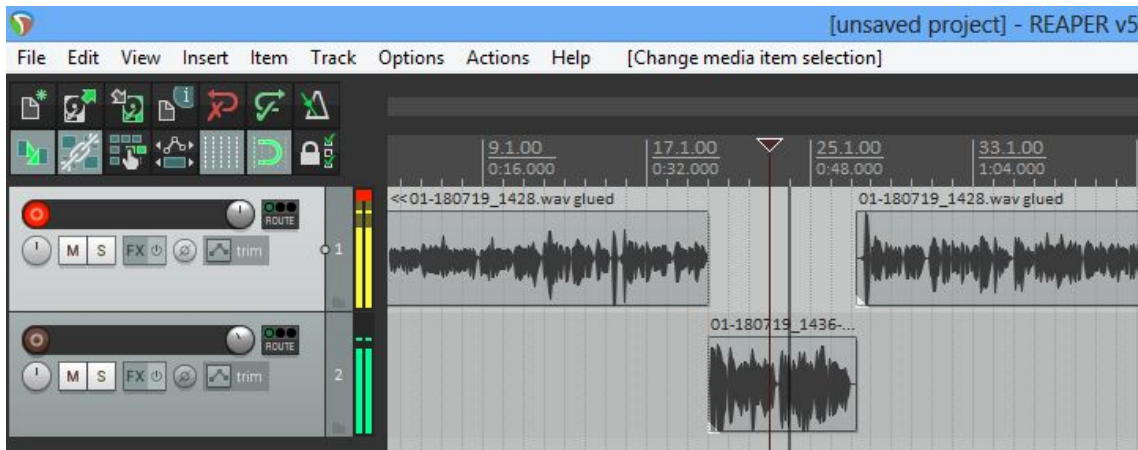 [unsaved project] - REAPER v5
File Edit View Insert Item Track Options Actions Help [Change media item selection]
9.1.00 17.1.00 25.1.00 33.1.00
0:16.000 0:32.000 0:48.000 1:04.000
<<01-180719_1428.wav glued 01-180719_1428.wav glued
ROUTE
M S FX trim 1
01-180719_1436-...
ROUTE
M S FX trim 2